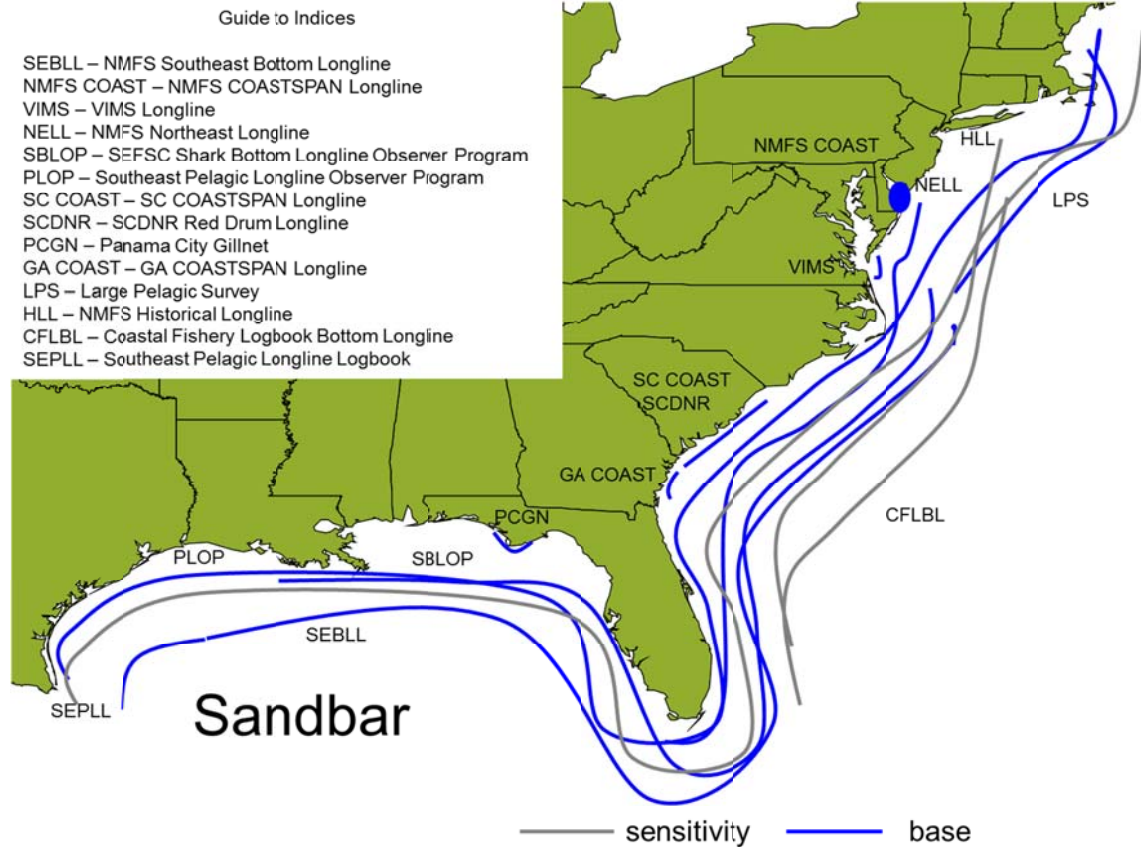 Guide to Indices
SEBLL – NMFS Southeast Bottom Longline
NMFS COAST – NMFS COASTSPAN Longline
VIMS – VIMS Longline
NELL – NMFS Northeast Longline
SBLOP – SEFSC Shark Bottom Longline Observer Program
PLOP – Southeast Pelagic Longline Observer Program
SC COAST – SC COASTSPAN Longline
SCDNR – SCDNR Red Drum Longline
PCGN – Panama City Gillnet
GA COAST – GA COASTSPAN Longline
LPS – Large Pelagic Survey
HLL – NMFS Historical Longline
CFLBL – Coastal Fishery Logbook Bottom Longline
SEPLL – Southeast Pelagic Longline Logbook
NMFS COAST
HLL
NELL
LPS
VIMS
SC COAST
SCDNR
GA COAST
CFLBL
PCGN
PLOP
SBLOP
SEBLL
SEPLL
Sandbar
sensitivity
base